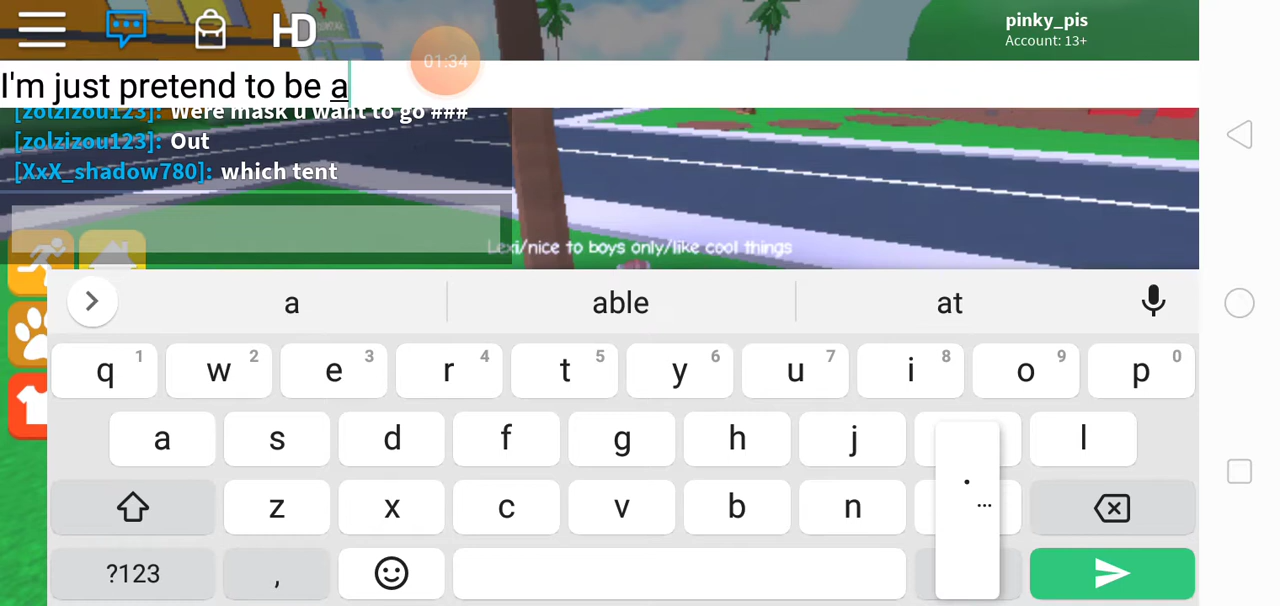 HD
pinky_pis
Account: 13+
01:34
I'm just pretend to be a
[zolzizou123]: Were mask u want to go ###
[zolzizou123]: Out
[XxX_shadow780]: which tent
Lexi/nice to boys only/like cool things
a able at
q 1 w 2 e 3 r 4 t 5 y 6 u 7 i 8 o 9 p 0
a s d f g h j l
z x c v b n . …
?123 ,